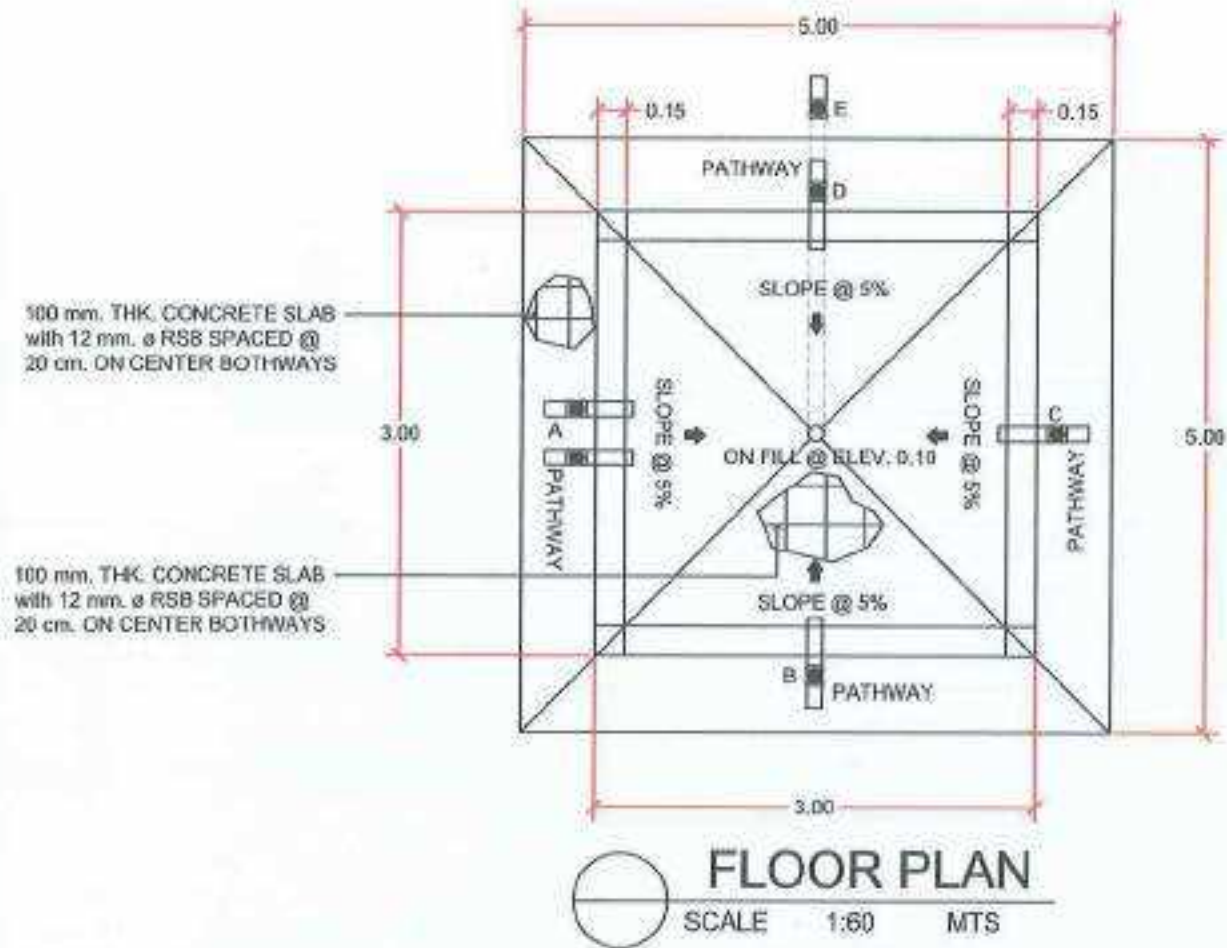 5.00
0.15
E
0.15
PATHWAY
D
SLOPE @ 5%
100 mm. THK. CONCRETE SLAB
with 12 mm. ø RSB SPACED @
20 cm. ON CENTER BOTHWAYS
3.00
A
SLOPE @ 5%
PATHWAY
ON FILL @ ELEV. 0.10
SLOPE @ 5%
C
PATHWAY
5.00
100 mm. THK. CONCRETE SLAB
with 12 mm. ø RSB SPACED @
20 cm. ON CENTER BOTHWAYS
SLOPE @ 5%
B
PATHWAY
3.00
FLOOR PLAN
SCALE 1:60 MTS